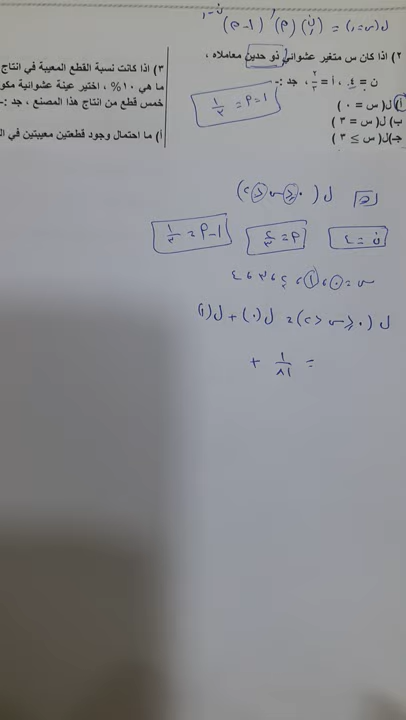 ل(س=ر) = (ن ر) (أ)^ر (١-أ)^ن-ر
٢) اذا كان س متغير عشوائي ذو حدين معاملاته ،
ن = ٤ ، أ = ٢/٣ ، جد :-
١-أ = ١/٣
أ) ل( س = ٠ )
ب) ل( س = ٣ )
جـ) ل( س ≥ ٣ )
٣) اذا كانت نسبة القطع المعيبة في انتاج
ما هي ١٠% ، اختير عينة عشوائية مكو
خمس قطع من انتاج هذا المصنع ، جد :-
أ) ما احتمال وجود قطعتين معيبتين في ال
ل(٠ ≤ س < ٢)
ن = ٤ أ = ٢/٣ ١-أ = ١/٣
س = ٠ ، ١ ، ٢ ، ٣ ، ٤
ل(٠ ≤ س < ٢) = ل(٠) + ل(١)
= ١/٨١ +